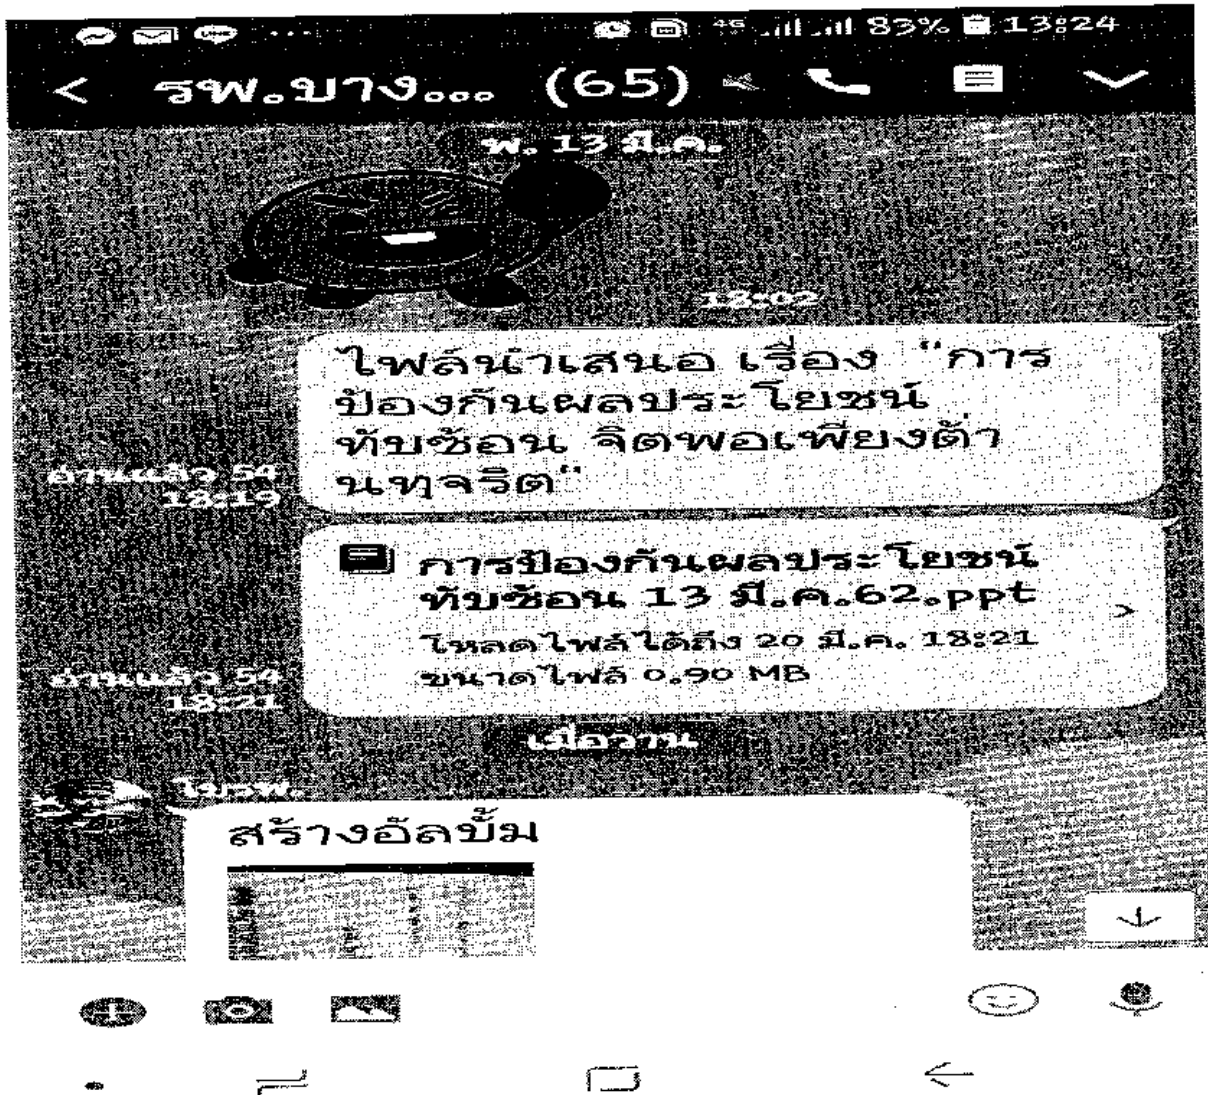 4G 83% 13:24
รพ.บาง... (65)
พ. 13 มี.ค.
18:02
ไฟล์นำเสนอ เรื่อง "การ
ป้องกันผลประโยชน์
ทับซ้อน จิตพอเพียงต้า
นทุจริต"
อ่านแล้ว 54
18:19
การป้องกันผลประโยชน์
ทับซ้อน 13 มี.ค.62.ppt
โหลดไฟล์ได้ถึง 20 มี.ค. 18:21
ขนาดไฟล์ 0.90 MB
อ่านแล้ว 54
18:21
เมื่อวาน
สร้างอัลบั้ม